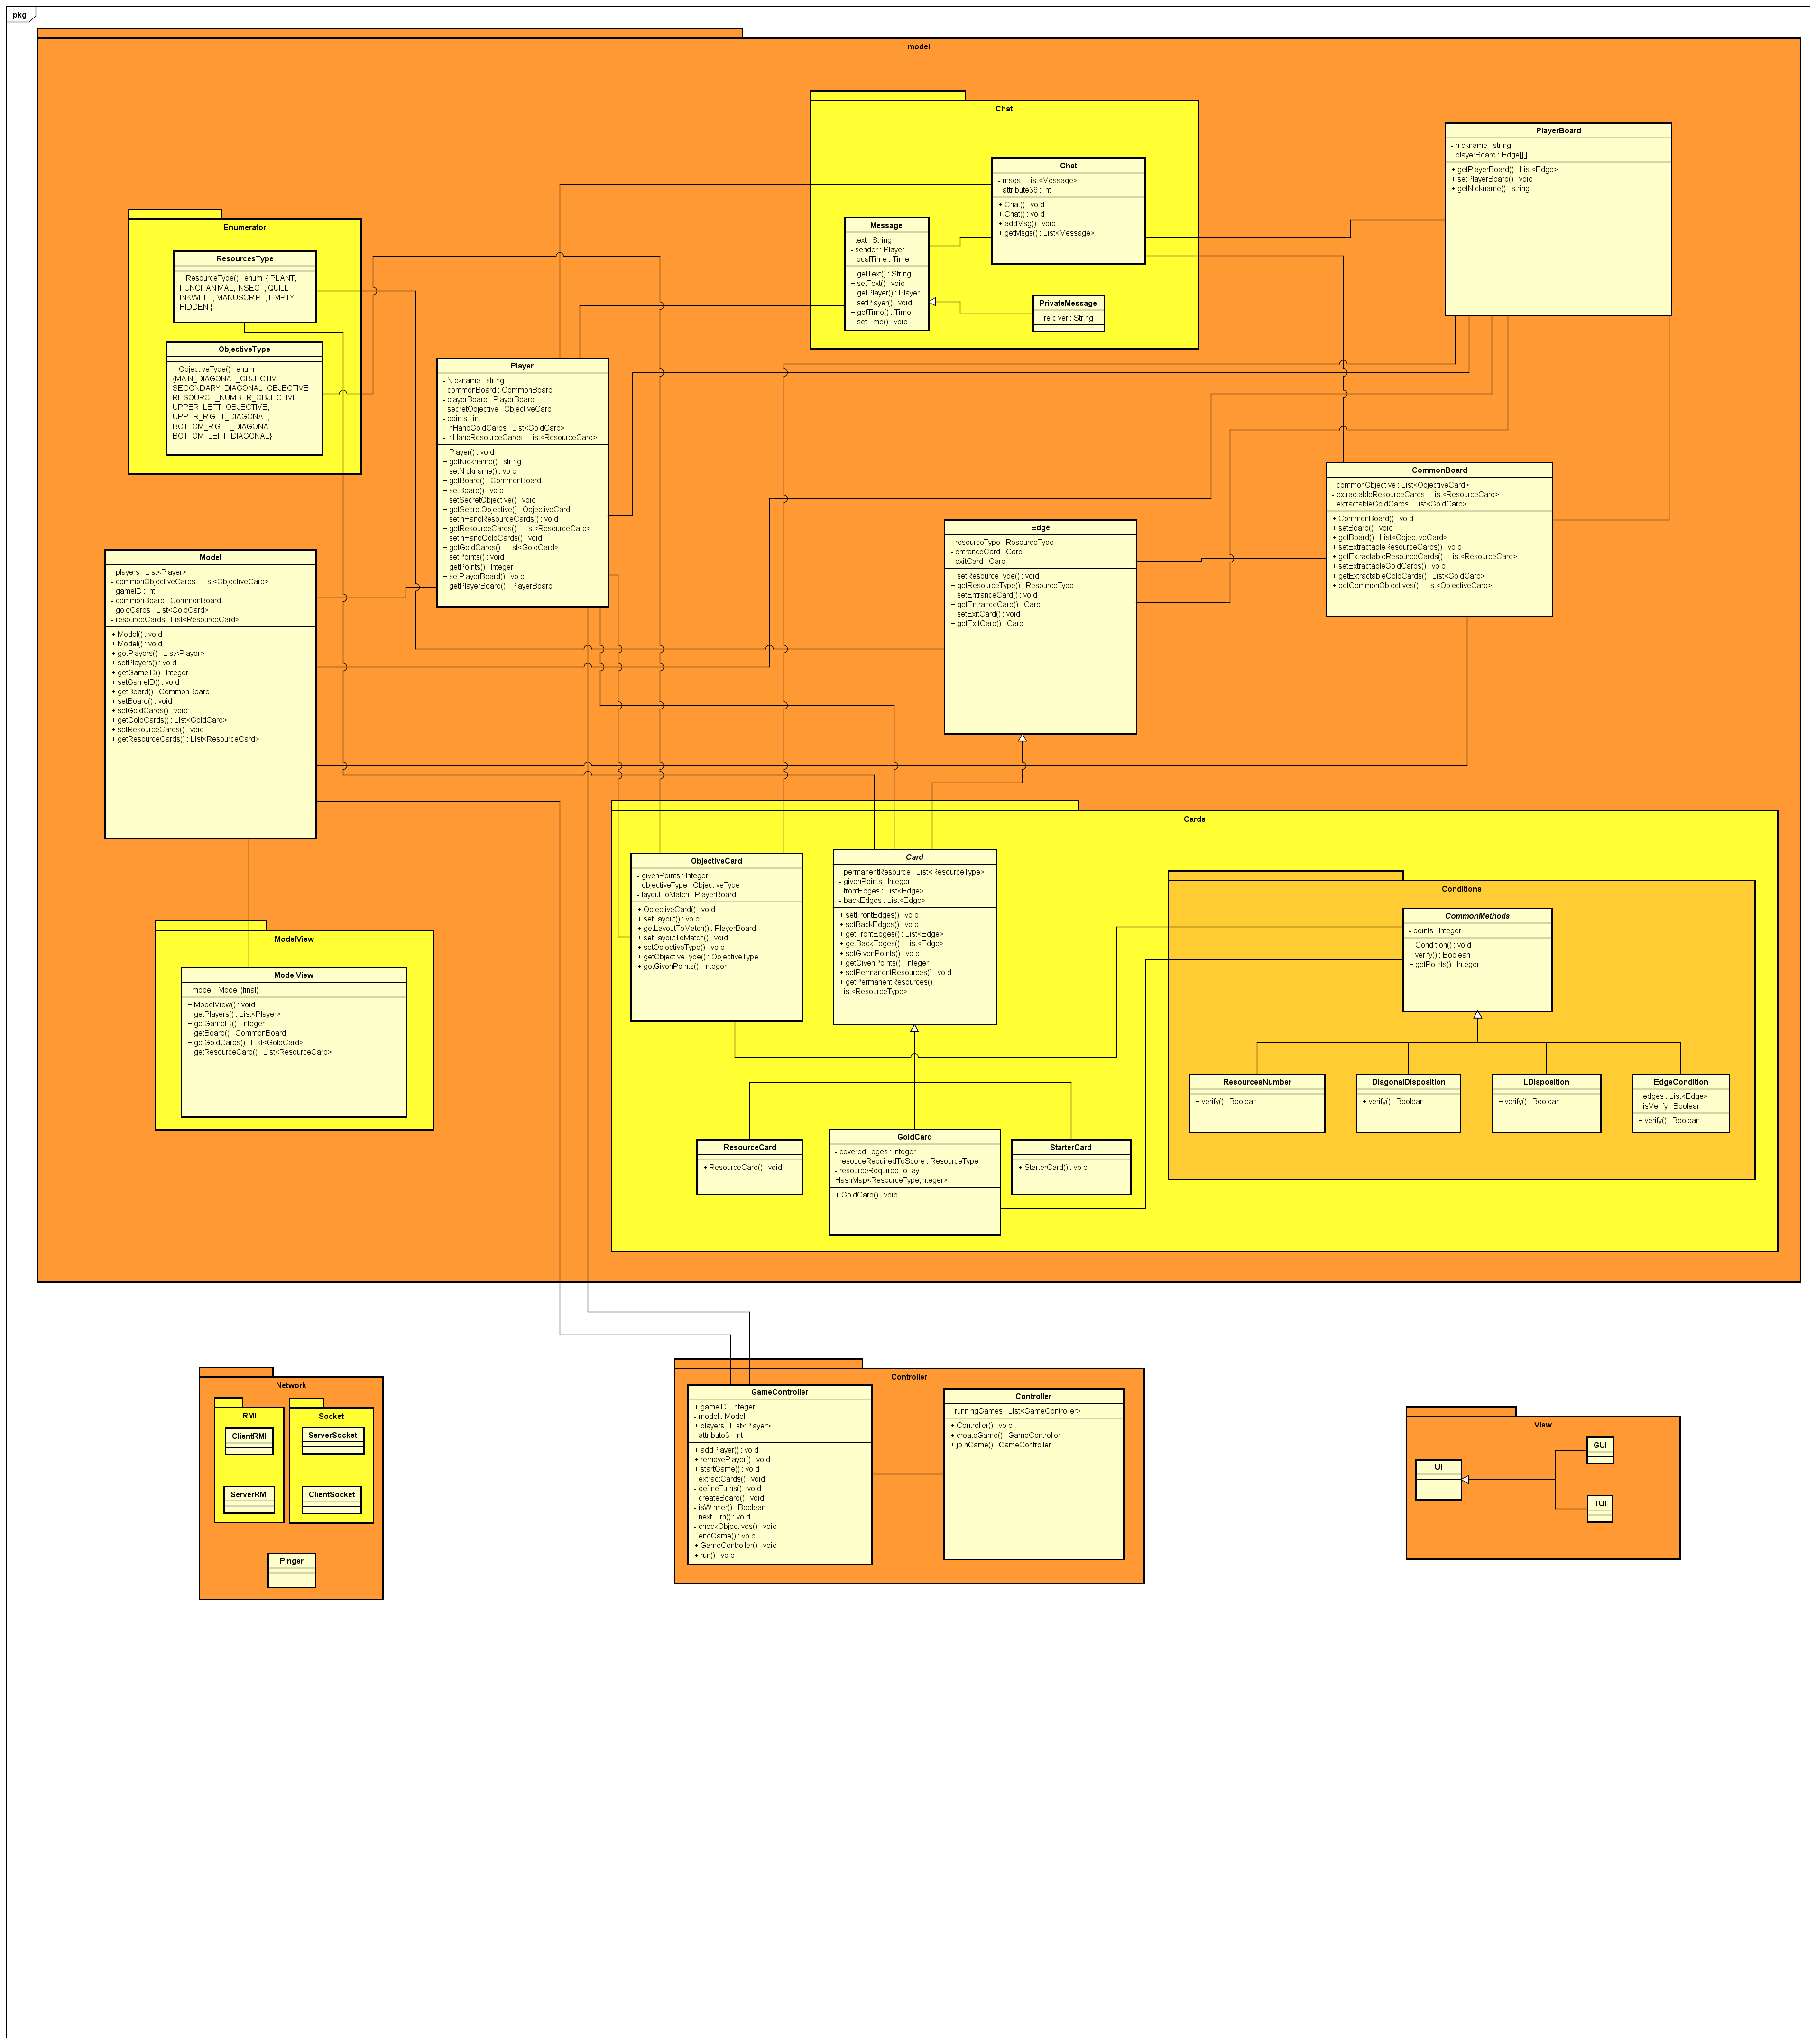 pkg
model
Chat
Chat
- msgs : List<Message>
- attribute36 : int
+ Chat() : void
+ Chat() : void
+ addMsg() : void
+ getMsgs() : List<Message>
Message
- text : String
- sender : Player
- localTime : Time
+ getText() : String
+ setText() : void
+ getPlayer() : Player
+ setPlayer() : void
+ getTime() : Time
+ setTime() : void
PrivateMessage
- reiciver : String
PlayerBoard
- nickname : string
- playerBoard : Edge[][]
+ getPlayerBoard() : List<Edge>
+ setPlayerBoard() : void
+ getNickname() : string
Enumerator
ResourcesType
+ ResourceType() : enum { PLANT,
FUNGI, ANIMAL, INSECT, QUILL,
INKWELL, MANUSCRIPT, EMPTY,
HIDDEN }
ObjectiveType
+ ObjectiveType() : enum
{MAIN_DIAGONAL_OBJECTIVE,
SECONDARY_DIAGONAL_OBJECTIVE,
RESOURCE_NUMBER_OBJECTIVE,
UPPER_LEFT_OBJECTIVE,
UPPER_RIGHT_DIAGONAL,
BOTTOM_RIGHT_DIAGONAL,
BOTTOM_LEFT_DIAGONAL}
Player
- Nickname : string
- commonBoard : CommonBoard
- playerBoard : PlayerBoard
- secretObjective : ObjectiveCard
- points : int
- inHandGoldCards : List<GoldCard>
- inHandResourceCards : List<ResourceCard>
+ Player() : void
+ getNickname() : string
+ setNickname() : void
+ getBoard() : CommonBoard
+ setBoard() : void
+ setSecretObjective() : void
+ getSecretObjective() : ObjectiveCard
+ setInHandResourceCards() : void
+ getResourceCards() : List<ResourceCard>
+ setInHandGoldCards() : void
+ getGoldCards() : List<GoldCard>
+ setPoints() : void
+ getPoints() : Integer
+ setPlayerBoard() : void
+ getPlayerBoard() : PlayerBoard
CommonBoard
- commonObjective : List<ObjectiveCard>
- extractableResourceCards : List<ResourceCard>
- extractableGoldCards : List<GoldCard>
+ CommonBoard() : void
+ setBoard() : void
+ getBoard() : List<ObjectiveCard>
+ setExtractableResourceCards() : void
+ getExtractableResourceCards() : List<ResourceCard>
+ setExtractableGoldCards() : void
+ getExtractableGoldCards() : List<GoldCard>
+ getCommonObjectives() : List<ObjectiveCard>
Edge
- resourceType : ResourceType
- entranceCard : Card
- exitCard : Card
+ setResourceType() : void
+ getResourceType() : ResourceType
+ setEntranceCard() : void
+ getEntranceCard() : Card
+ setExitCard() : void
+ getExitCard() : Card
Model
- players : List<Player>
- commonObjectiveCards : List<ObjectiveCard>
- gameID : int
- commonBoard : CommonBoard
- goldCards : List<GoldCard>
- resourceCards : List<ResourceCard>
+ Model() : void
+ Model() : void
+ getPlayers() : List<Player>
+ setPlayers() : void
+ getGameID() : Integer
+ setGameID() : void
+ getBoard() : CommonBoard
+ setBoard() : void
+ setGoldCards() : void
+ getGoldCards() : List<GoldCard>
+ setResourceCards() : void
+ getResourceCards() : List<ResourceCard>
Cards
ObjectiveCard
- givenPoints : Integer
- objectiveType : ObjectiveType
- layoutToMatch : PlayerBoard
+ ObjectiveCard() : void
+ setLayout() : void
+ getLayoutToMatch() : PlayerBoard
+ setLayoutToMatch() : void
+ setObjectiveType() : void
+ getObjectiveType() : ObjectiveType
+ getGivenPoints() : Integer
Card
- permanentResource : List<ResourceType>
- givenPoints : Integer
- frontEdges : List<Edge>
- backEdges : List<Edge>
+ setFrontEdges() : void
+ setBackEdges() : void
+ getFrontEdges() : List<Edge>
+ getBackEdges() : List<Edge>
+ setGivenPoints() : void
+ getGivenPoints() : Integer
+ setPermanentResources() : void
+ getPermanentResources() :
List<ResourceType>
Conditions
CommonMethods
- points : Integer
+ Condition() : void
+ verify() : Boolean
+ getPoints() : Integer
ResourcesNumber
+ verify() : Boolean
DiagonalDisposition
+ verify() : Boolean
LDisposition
+ verify() : Boolean
EdgeCondition
- edges : List<Edge>
- isVerify : Boolean
+ verify() : Boolean
ModelView
ModelView
- model : Model (final)
+ ModelView() : void
+ getPlayers() : List<Player>
+ getGameID() : Integer
+ getBoard() : CommonBoard
+ getGoldCards() : List<GoldCard>
+ getResourceCard() : List<ResourceCard>
ResourceCard
+ ResourceCard() : void
GoldCard
- coveredEdges : Integer
- resouceRequiredToScore : ResourceType
- resourceRequiredToLay :
HashMap<ResourceType,Integer>
+ GoldCard() : void
StarterCard
+ StarterCard() : void
Network
RMI
ClientRMI
ServerRMI
Socket
ServerSocket
ClientSocket
Pinger
Controller
GameController
+ gameID : integer
- model : Model
+ players : List<Player>
- attribute3 : int
+ addPlayer() : void
+ removePlayer() : void
+ startGame() : void
- extractCards() : void
- defineTurns() : void
- createBoard() : void
- isWinner() : Boolean
- nextTurn() : void
- checkObjectives() : void
- endGame() : void
+ GameController() : void
+ run() : void
Controller
- runningGames : List<GameController>
+ Controller() : void
+ createGame() : GameController
+ joinGame() : GameController
View
UI
GUI
TUI